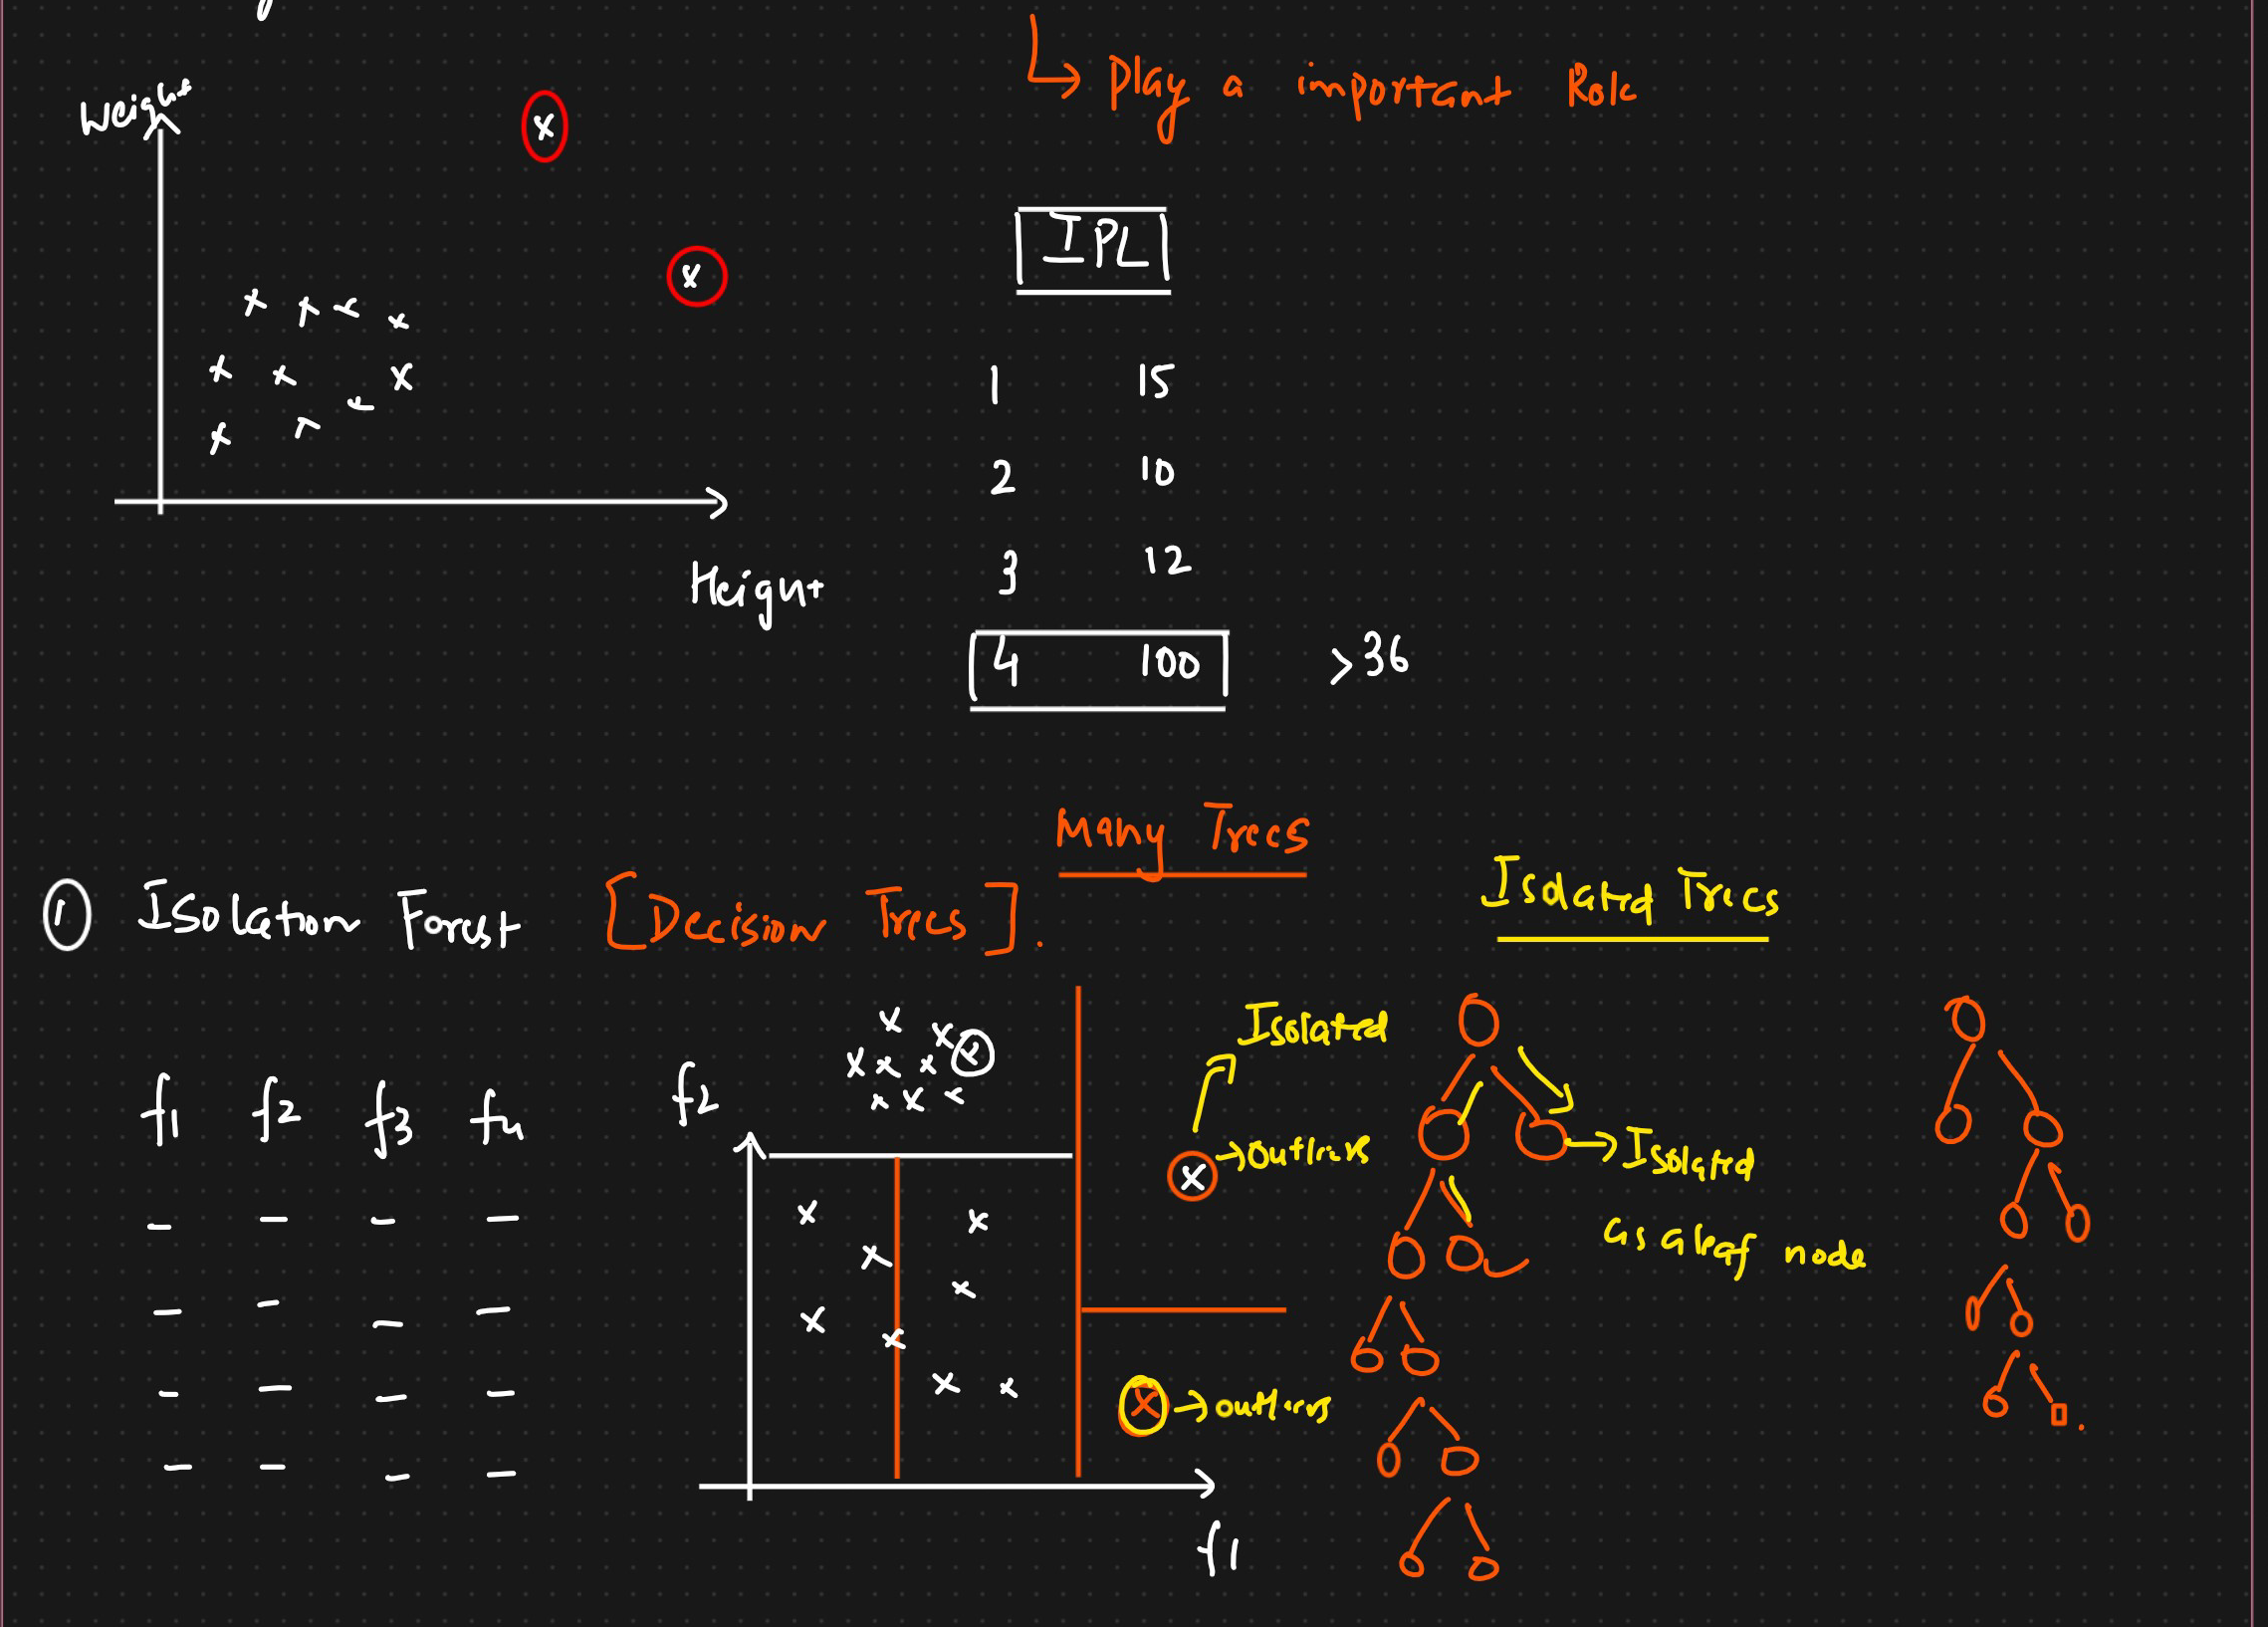 Play a important Role
Weight
Height
IPL
1 15
2 10
3 12
4 100 >36
Many Trees
① Isolation Forest [Decision Trees].
Isolated Trees
f1 f2 f3 f4
f2
f1
Isolated
→ outliers
→ outliers
→ Isolated
as a leaf node